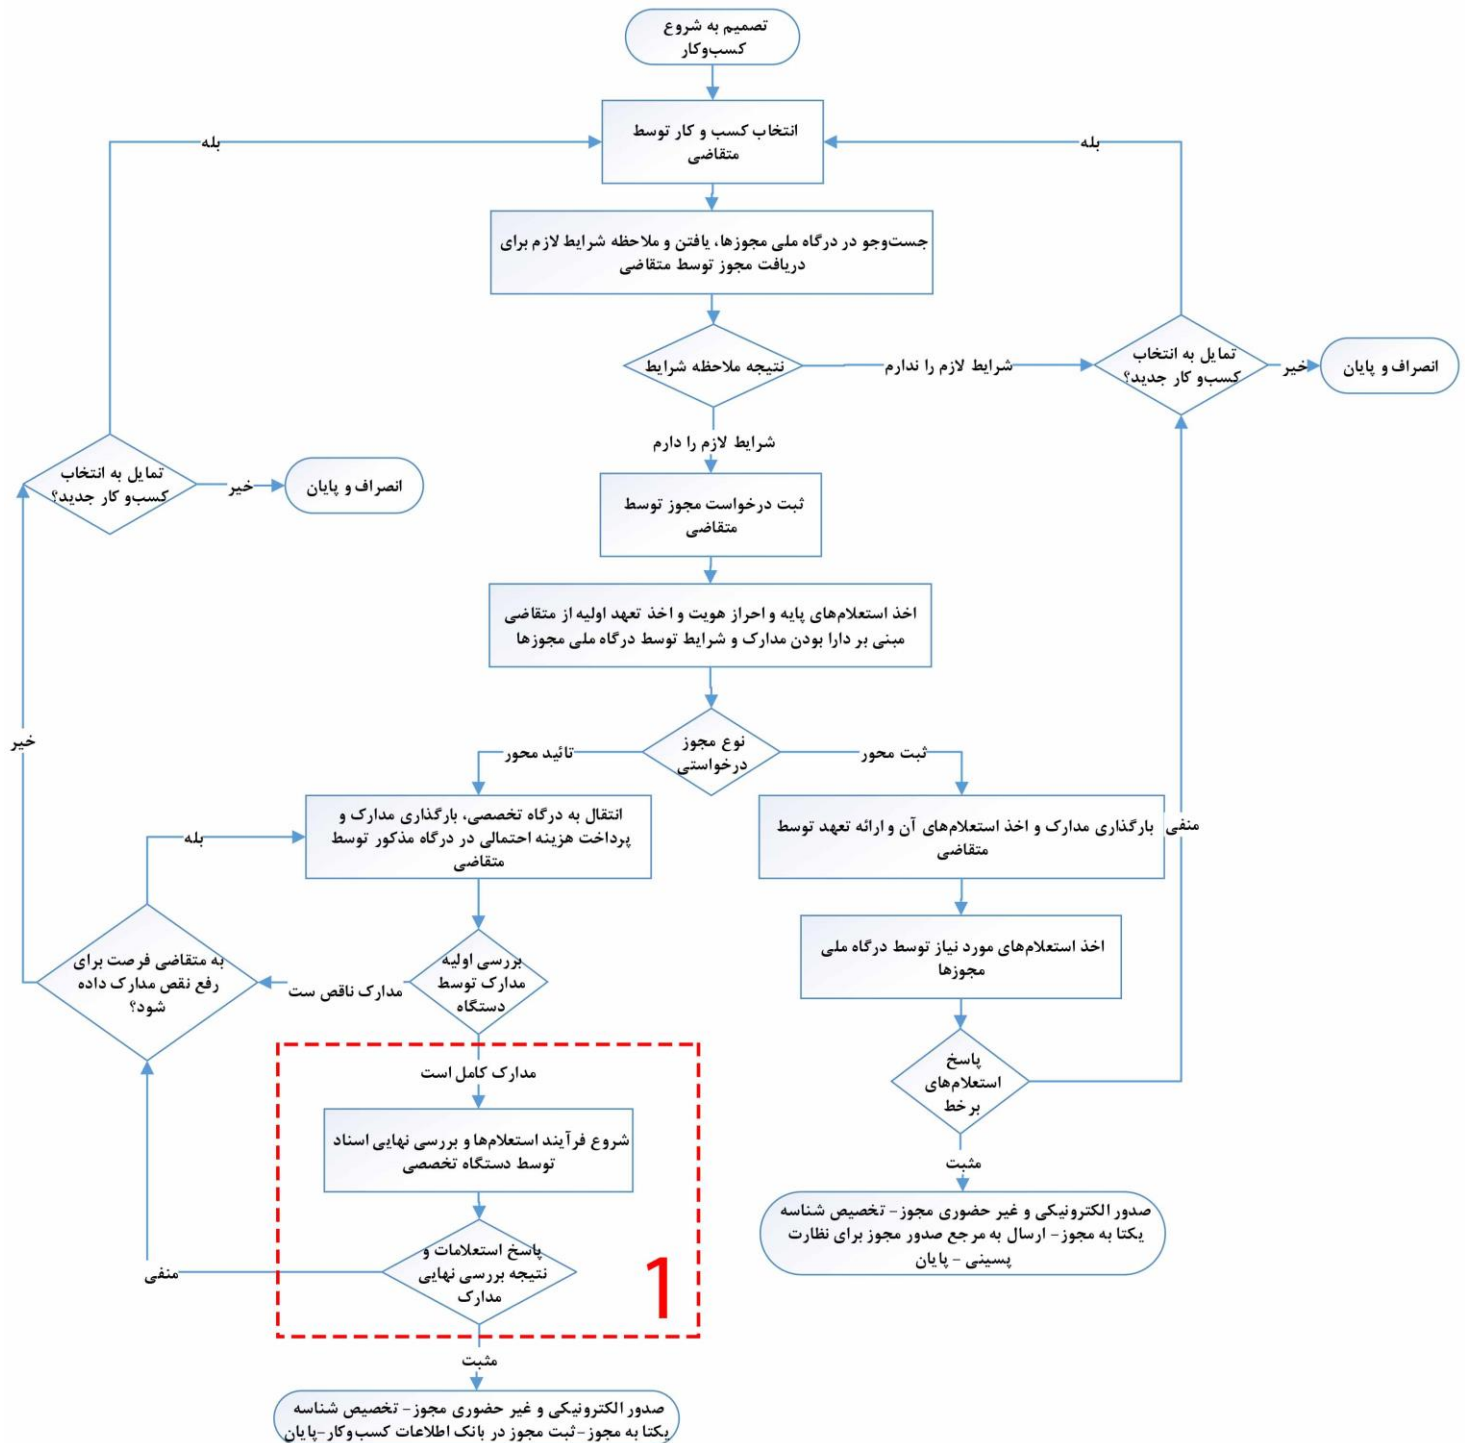 تصمیم به شروع
کسب‌وکار
انتخاب کسب و کار توسط
متقاضی
بله
بله
جست‌وجو در درگاه ملی مجوزها، یافتن و ملاحظه شرایط لازم برای
دریافت مجوز توسط متقاضی
نتیجه ملاحظه شرایط
شرایط لازم را ندارم
تمایل به انتخاب
کسب‌و کار جدید؟
خیر
انصراف و پایان
شرایط لازم را دارم
تمایل به انتخاب
کسب‌و کار جدید؟
خیر
انصراف و پایان
ثبت درخواست مجوز توسط
متقاضی
اخذ استعلام‌های پایه و احراز هویت و اخذ تعهد اولیه از متقاضی
مبنی بر دارا بودن مدارک و شرایط توسط درگاه ملی مجوزها
نوع مجوز
درخواستی
ثبت محور
تائید محور
خیر
بارگذاری مدارک و اخذ استعلام‌های آن و ارائه تعهد توسط
متقاضی
منفی
انتقال به درگاه تخصصی، بارگذاری مدارک و
پرداخت هزینه احتمالی در درگاه مذکور توسط
متقاضی
بله
اخذ استعلام‌های مورد نیاز توسط درگاه ملی
مجوزها
بررسی اولیه
مدارک توسط
دستگاه
مدارک ناقص ست
به متقاضی فرصت برای
رفع نقص مدارک داده
شود؟
پاسخ
استعلام‌های
برخط
مدارک کامل است
شروع فرآیند استعلام‌ها و بررسی نهایی اسناد
توسط دستگاه تخصصی
مثبت
صدور الکترونیکی و غیر حضوری مجوز- تخصیص شناسه
یکتا به مجوز- ارسال به مرجع صدور مجوز برای نظارت
پسینی - پایان
پاسخ استعلامات و
نتیجه بررسی نهایی
مدارک
منفی
1
مثبت
صدور الکترونیکی و غیر حضوری مجوز- تخصیص شناسه
یکتا به مجوز-ثبت مجوز در بانک اطلاعات کسب‌وکار-پایان